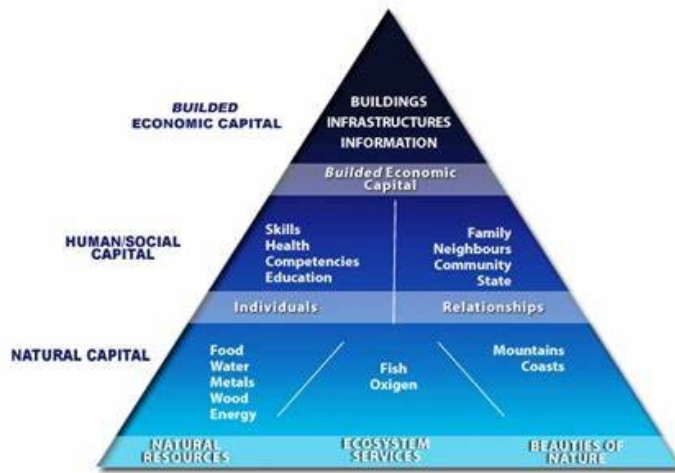 BUILDED
ECONOMIC CAPITAL
BUILDINGS
INFRASTRUCTURES
INFORMATION
Builded Economic
Capital
HUMAN/SOCIAL
CAPITAL
Skills
Health
Competencies
Education
Family
Neighbours
Community
State
Individuals
Relationships
NATURAL CAPITAL
Food
Water
Metals
Wood
Energy
Fish
Oxigen
Mountains
Coasts
NATURAL
RESOURCES
ECOSYSTEM
SERVICES
BEAUTIES OF
NATURE